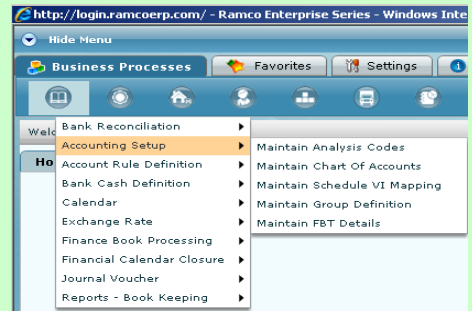 http://login.ramcoerp.com/ - Ramco Enterprise Series - Windows Inte
Hide Menu
Business Processes
Favorites
Settings
Welc
Ho
Bank Reconciliation
Accounting Setup
Account Rule Definition
Bank Cash Definition
Calendar
Exchange Rate
Finance Book Processing
Financial Calendar Closure
Journal Voucher
Reports - Book Keeping
Maintain Analysis Codes
Maintain Chart Of Accounts
Maintain Schedule VI Mapping
Maintain Group Definition
Maintain FBT Details